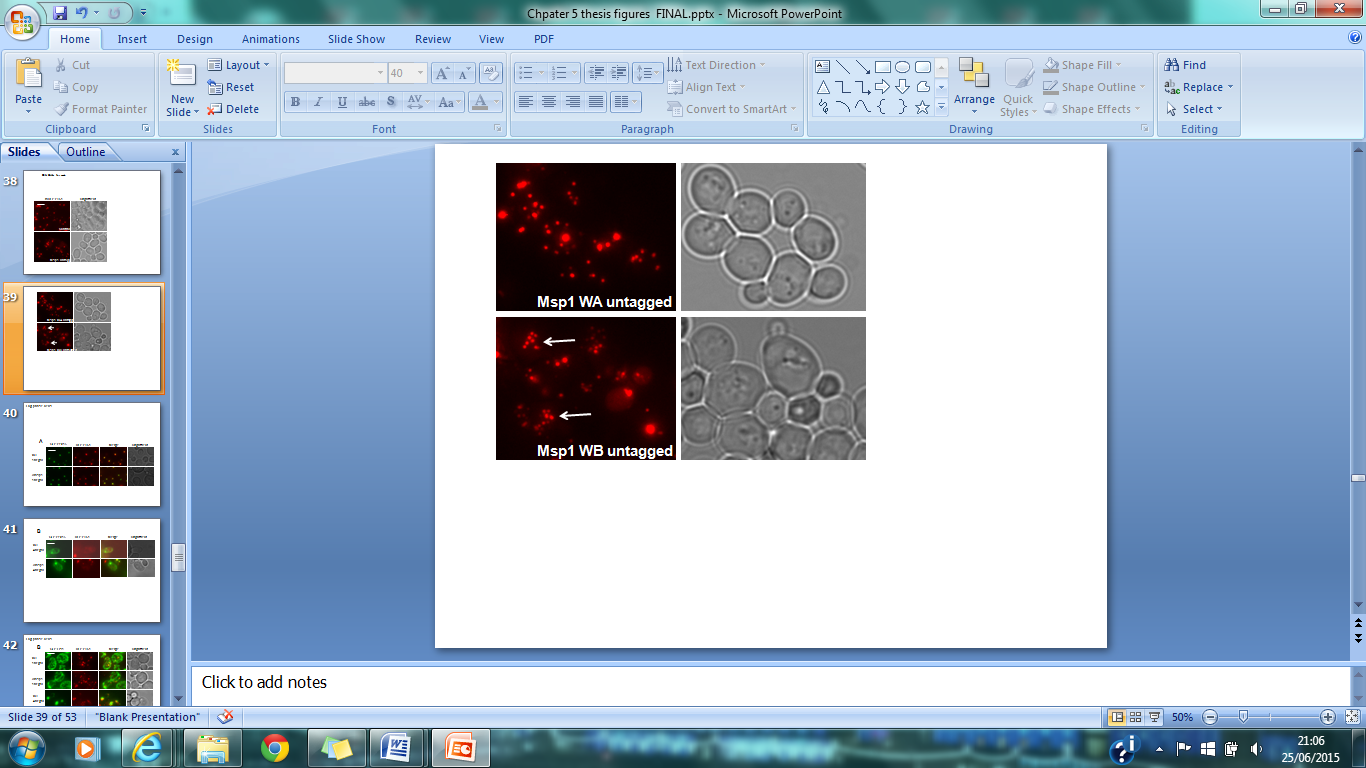 Chpater 5 thesis figures  FINAL.pptx - Microsoft PowerPoint
Home Insert Design Animations Slide Show Review View PDF
Paste
Cut
Copy
Format Painter
Clipboard
New Slide
Layout
Reset
Delete
Slides
40
B I U abc S AV Aa A
Font
Text Direction
Align Text
Convert to SmartArt
Paragraph
Arrange
Quick Styles
Shape Fill
Shape Outline
Shape Effects
Drawing
Find
Replace
Select
Editing
Slides Outline x
38
39
40
41
42
Msp1 WA untagged
Msp1 WB untagged
Click to add notes
Slide 39 of 53 "Blank Presentation" 50%
21:06
25/06/2015